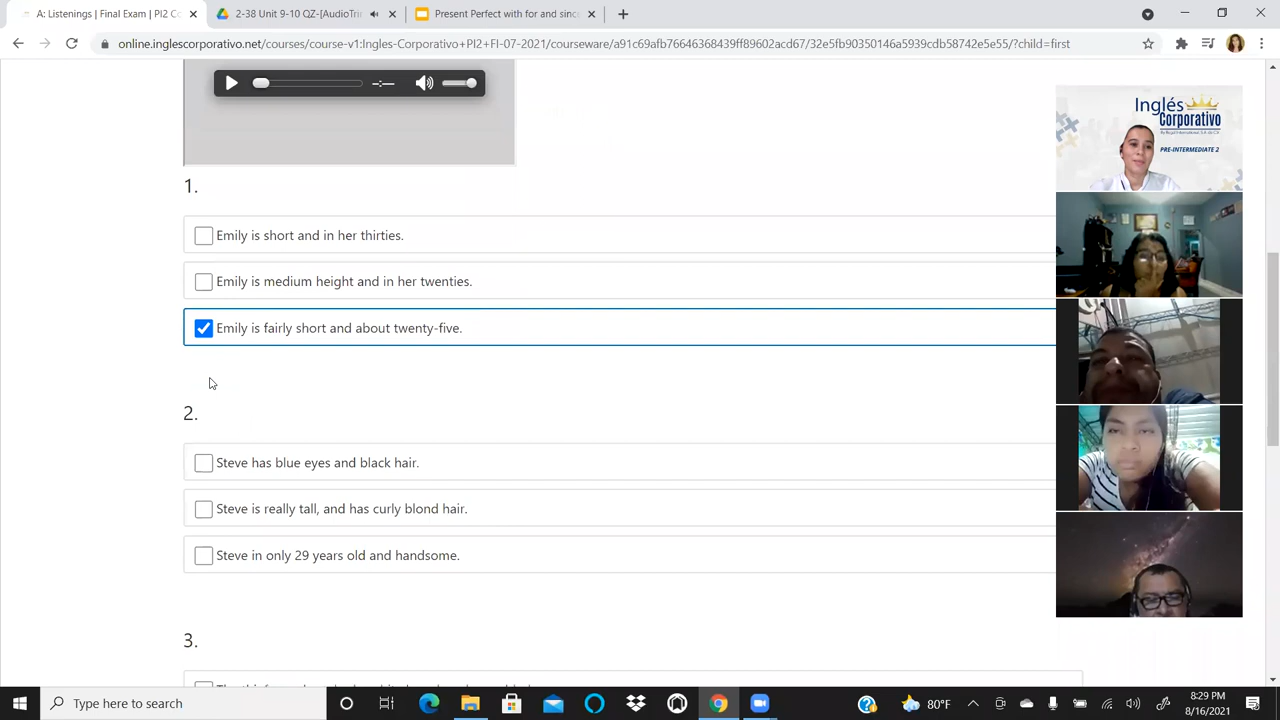 A: Listenings | Final Exam | PI2 Co
2-38 Unit 9-10 QZ-[AudioTri
Present Perfect with for and sinc
online.inglescorporativo.net/courses/course-v1:Ingles-Corporativo+PI2+FI-05-2021/courseware/a91c69afb76646368439ff89602acd67/32e5fb90350146a5939cdb58742e5e55/?child=first
Inglés
Corporativo
PRE-INTERMEDIATE 2
1.
Emily is short and in her thirties.
Emily is medium height and in her twenties.
Emily is fairly short and about twenty-five.
2.
Steve has blue eyes and black hair.
Steve is really tall, and has curly blond hair.
Steve in only 29 years old and handsome.
3.
Type here to search
80°F
8:29 PM
8/16/2021